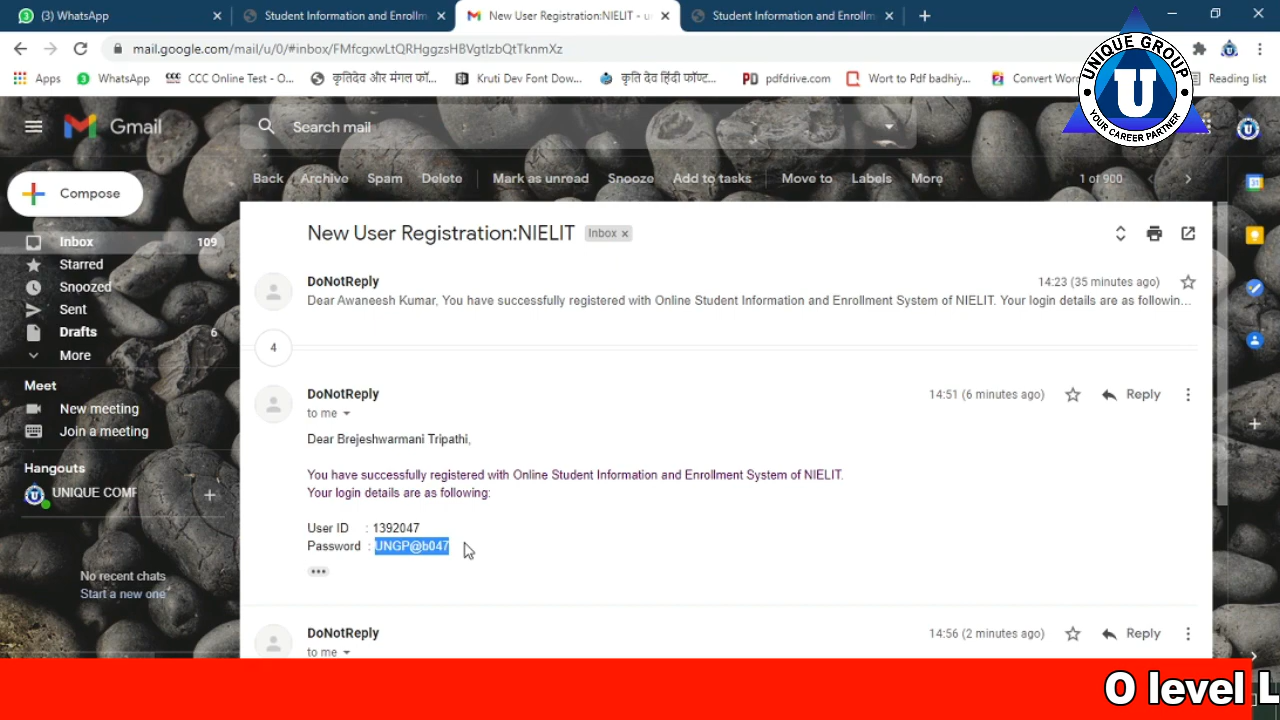 (3) WhatsApp
Student Information and Enrollm
New User Registration:NIELIT - u
Student Information and Enrollm
mail.google.com/mail/u/0/#inbox/FMfcgxwLtQRHggzsHBVgtlzbQtTknmXz
Apps
WhatsApp
CCC Online Test - O...
कृतिदेव और मंगल फॉ...
Kruti Dev Font Dow...
कृति देव हिंदी फॉण्ट...
pdfdrive.com
Wort to Pdf badhiy...
Convert Wor
Reading list
UNIQUE GROUP
U
YOUR CAREER PARTNER
Gmail
Search mail
Compose
Back
Archive
Spam
Delete
Mark as unread
Snooze
Add to tasks
Move to
Labels
More
1 of 900
Inbox 109
Starred
Snoozed
Sent
Drafts 6
More
Meet
New meeting
Join a meeting
Hangouts
UNIQUE COMP
No recent chats
Start a new one
New User Registration:NIELIT
Inbox ×
DoNotReply
14:23 (35 minutes ago)
Dear Awaneesh Kumar, You have successfully registered with Online Student Information and Enrollment System of NIELIT. Your login details are as followin...
4
DoNotReply
14:51 (6 minutes ago)
Reply
to me
Dear Brejeshwarmani Tripathi,
You have successfully registered with Online Student Information and Enrollment System of NIELIT.
Your login details are as following:
User ID : 1392047
Password : UNGP@b047
DoNotReply
14:56 (2 minutes ago)
Reply
to me
O level L